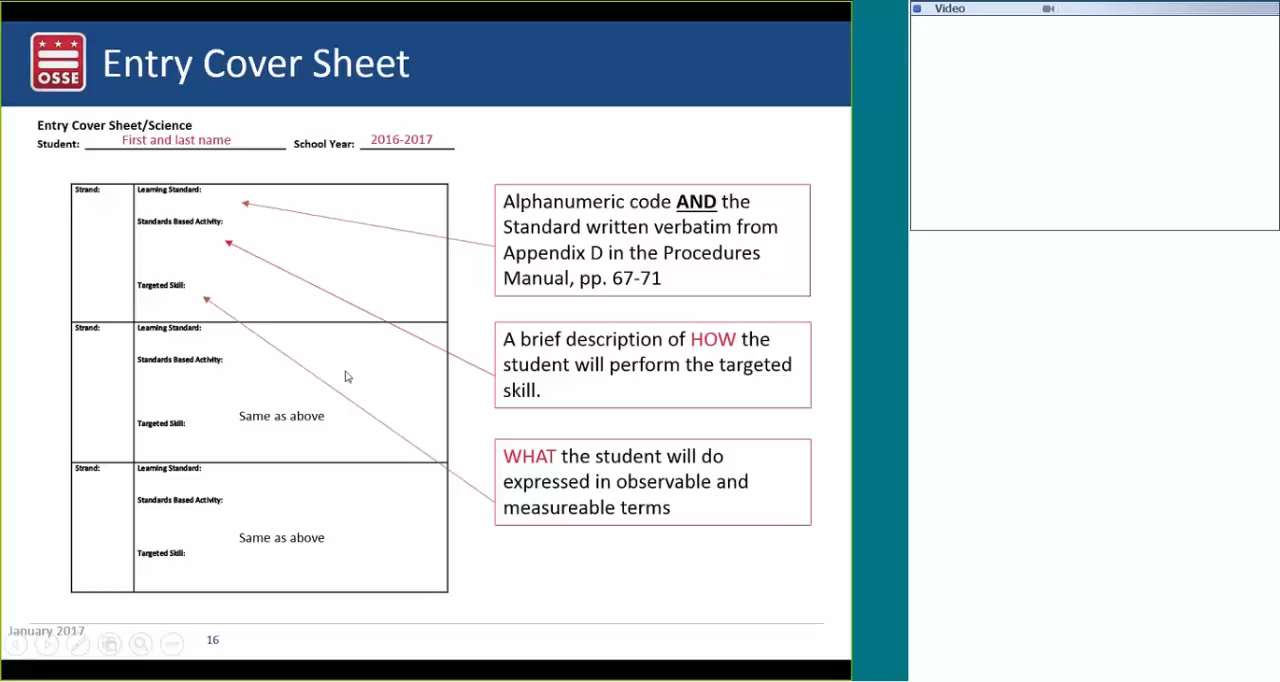 Video
OSSE
Entry Cover Sheet
Entry Cover Sheet/Science
Student: First and last name School Year: 2016-2017
Strand: Learning Standard:
Standards Based Activity:
Targeted Skill:
Strand: Learning Standard:
Standards Based Activity:
Same as above
Targeted Skill:
Strand: Learning Standard:
Standards Based Activity:
Same as above
Targeted Skill:
Alphanumeric code AND the
Standard written verbatim from
Appendix D in the Procedures
Manual, pp. 67-71
A brief description of HOW the
student will perform the targeted
skill.
WHAT the student will do
expressed in observable and
measureable terms
January 2017
16